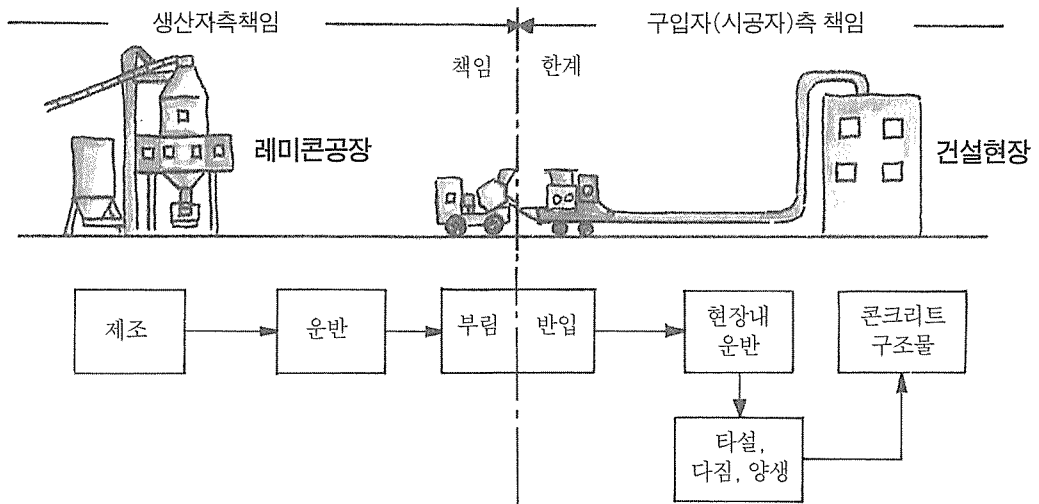 생산자측책임
구입자(시공자)측 책임
책임 한계
레미콘공장
건설현장
제조
운반
부림
반입
현장내
운반
콘크리트
구조물
타설,
다짐, 양생